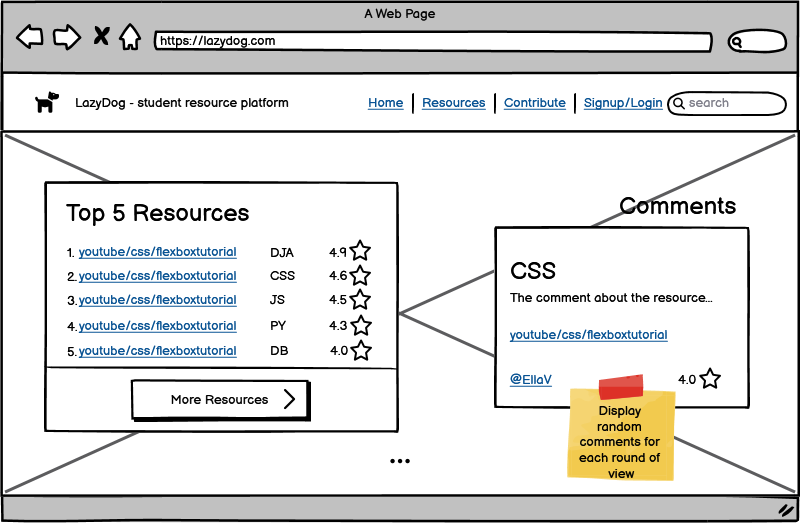 A Web Page
https://lazydog.com
LazyDog - student resource platform
Home
Resources
Contribute
Signup/Login
search
Top 5 Resources
1. youtube/css/flexboxtutorial DJA 4.9
2. youtube/css/flexboxtutorial CSS 4.6
3. youtube/css/flexboxtutorial JS 4.5
4. youtube/css/flexboxtutorial PY 4.3
5. youtube/css/flexboxtutorial DB 4.0
More Resources
Comments
CSS
The comment about the resource...
youtube/css/flexboxtutorial
@EllaV 4.0
Display
random
comments for
each round of
view
...